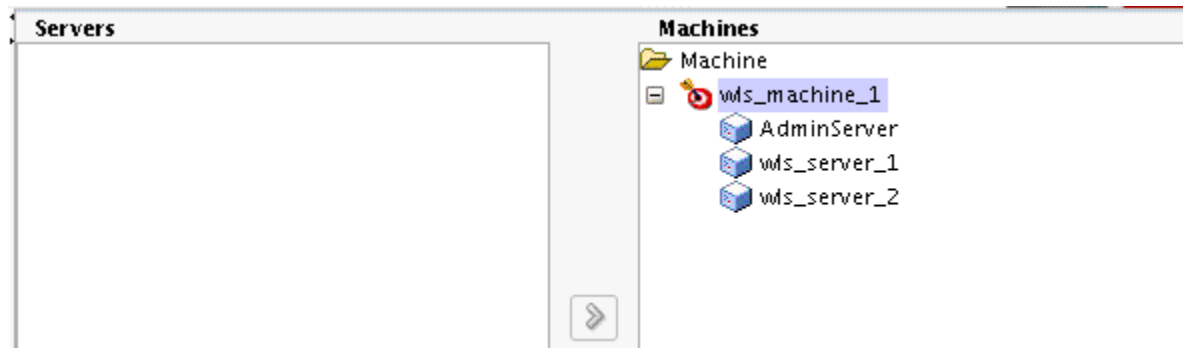 Servers
Machines
Machine
wls_machine_1
AdminServer
wls_server_1
wls_server_2